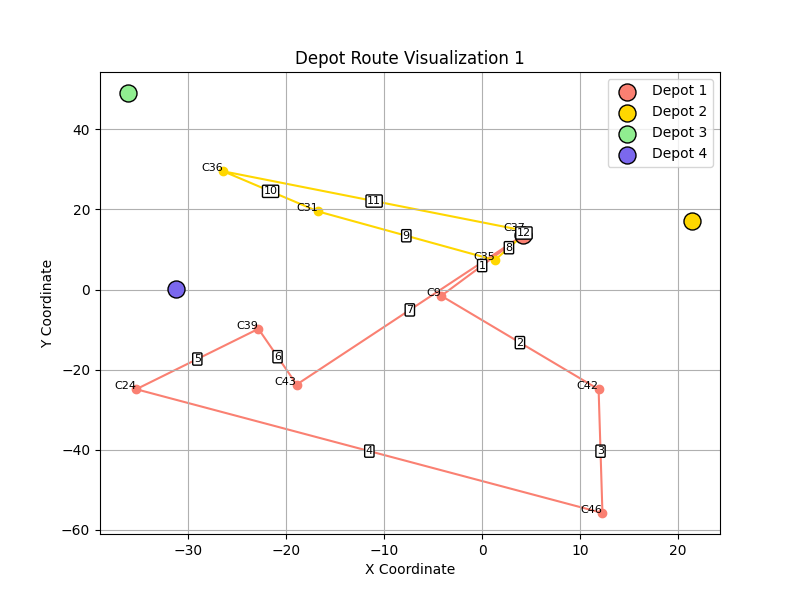 Depot Route Visualization 1
Depot 1
Depot 2
Depot 3
Depot 4
40
20
0
−20
−40
−60
Y Coordinate
C36
10
11
C31
9
C37
12
8
C35
1
C9
7
2
C39
5
6
C24
C43
C42
4
3
C46
−30
−20
−10
0
10
20
X Coordinate